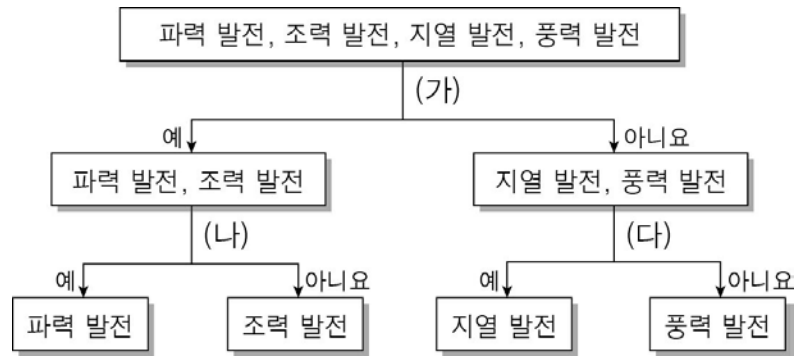 파력 발전, 조력 발전, 지열 발전, 풍력 발전
(가)
예
아니요
파력 발전, 조력 발전
지열 발전, 풍력 발전
(나)
(다)
예
아니요
예
아니요
파력 발전
조력 발전
지열 발전
풍력 발전